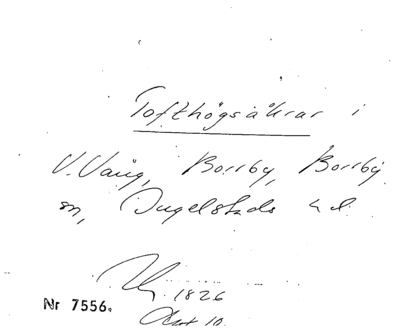 Tofthögsåkrar i
V. Vång, Borrby, Borrby
sn, Ingelstads hd.
1826
Nr 7556.